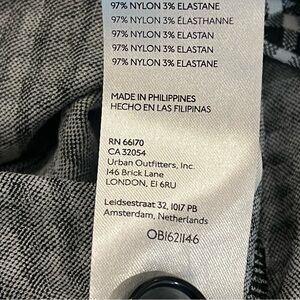 97% NYLON 3% ELASTANE
97% NYLON 3% ÉLASTHANNE
97% NYLON 3% ELASTAN
97% NYLON 3% ELASTAN
97% NYLON 3% ELASTANE
MADE IN PHILIPPINES
HECHO EN LAS FILIPINAS
RN 66170
CA 32054
Urban Outfitters, Inc.
146 Brick Lane
LONDON, E1 6RU
Leidsestraat 32, 1017 PB
Amsterdam, Netherlands
OB1621146